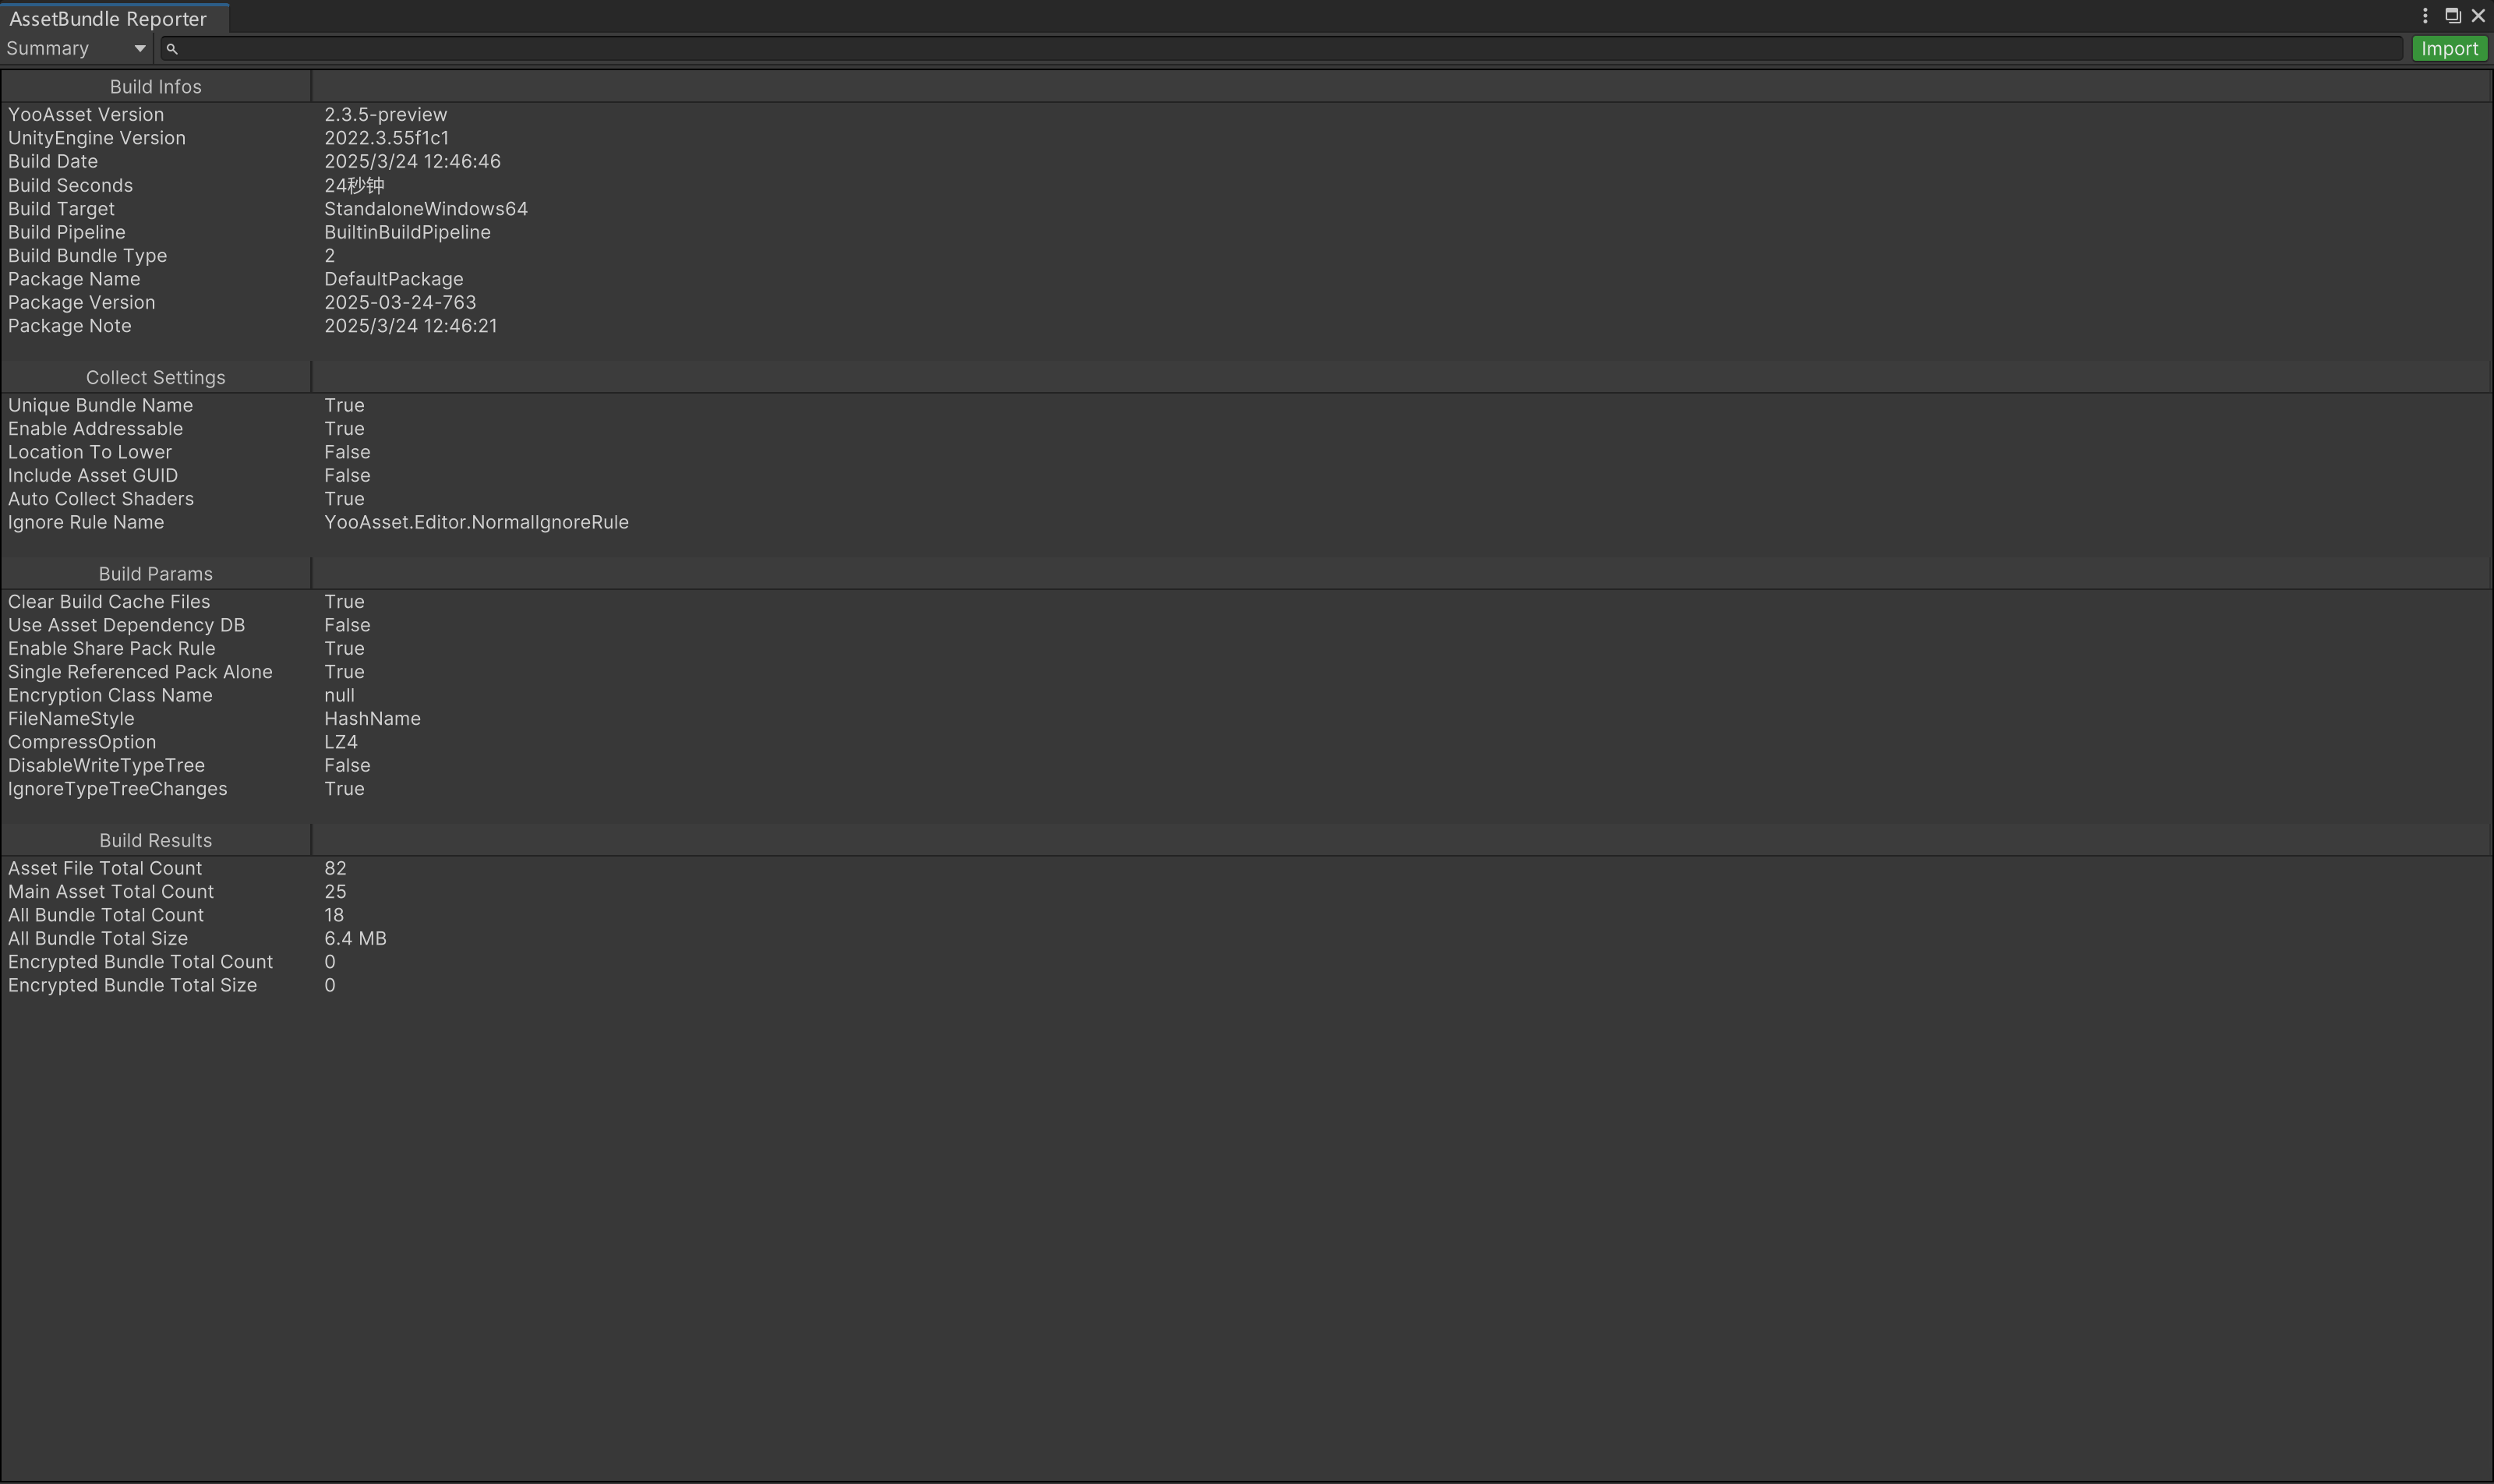 AssetBundle Reporter
Summary Import
Build Infos
YooAsset Version 2.3.5-preview
UnityEngine Version 2022.3.55f1c1
Build Date 2025/3/24 12:46:46
Build Seconds 24秒钟
Build Target StandaloneWindows64
Build Pipeline BuiltinBuildPipeline
Build Bundle Type 2
Package Name DefaultPackage
Package Version 2025-03-24-763
Package Note 2025/3/24 12:46:21
Collect Settings
Unique Bundle Name True
Enable Addressable True
Location To Lower False
Include Asset GUID False
Auto Collect Shaders True
Ignore Rule Name YooAsset.Editor.NormalIgnoreRule
Build Params
Clear Build Cache Files True
Use Asset Dependency DB False
Enable Share Pack Rule True
Single Referenced Pack Alone True
Encryption Class Name null
FileNameStyle HashName
CompressOption LZ4
DisableWriteTypeTree False
IgnoreTypeTreeChanges True
Build Results
Asset File Total Count 82
Main Asset Total Count 25
All Bundle Total Count 18
All Bundle Total Size 6.4 MB
Encrypted Bundle Total Count 0
Encrypted Bundle Total Size 0